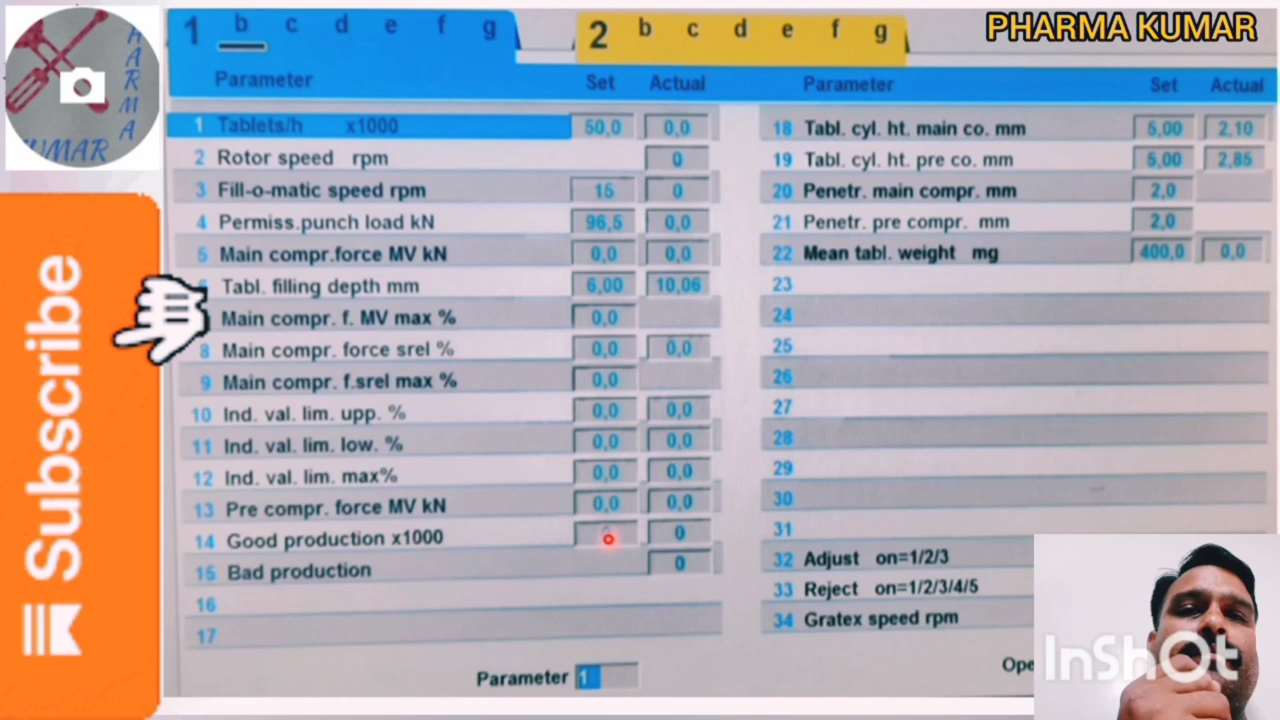 PHARMA KUMAR
HARMA
KUMAR
Subscribe
1 b c d e f g
2 b c d e f g
Parameter Set Actual
1 Tablets/h x1000 50,0 0,0
2 Rotor speed rpm 0
3 Fill-o-matic speed rpm 15 0
4 Permiss.punch load kN 96,5 0,0
5 Main compr.force MV kN 0,0 0,0
Tabl. filling depth mm 6,00 10,06
Main compr. f. MV max % 0,0
8 Main compr. force srel % 0,0 0,0
9 Main compr. f.srel max % 0,0
10 Ind. val. lim. upp. % 0,0 0,0
11 Ind. val. lim. low. % 0,0 0,0
12 Ind. val. lim. max% 0,0 0,0
13 Pre compr. force MV kN 0,0 0,0
14 Good production x1000 0
15 Bad production 0
16
17
Parameter Set Actual
18 Tabl. cyl. ht. main co. mm 5,00 2,10
19 Tabl. cyl. ht. pre co. mm 5,00 2,85
20 Penetr. main compr. mm 2,0
21 Penetr. pre compr. mm 2,0
22 Mean tabl. weight mg 400,0 0,0
23
24
25
26
27
28
29
30
31
32 Adjust on=1/2/3
33 Reject on=1/2/3/4/5
34 Gratex speed rpm
Parameter 1
Ope
InShOt